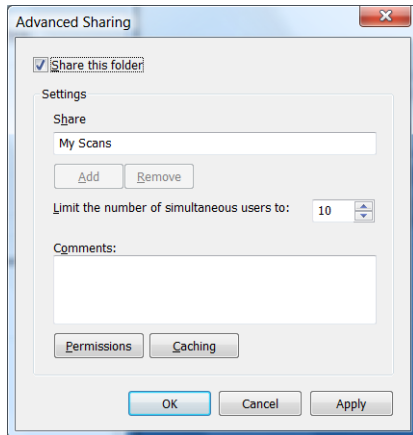 Advanced Sharing
Share this folder
Settings
Share
My Scans
Add Remove
Limit the number of simultaneous users to: 10
Comments:
Permissions Caching
OK Cancel Apply